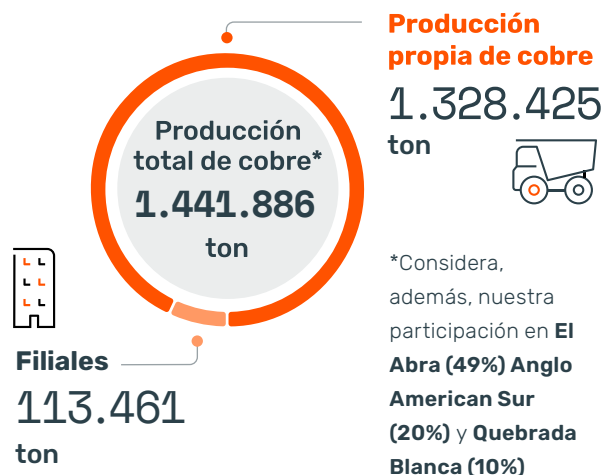 Producción
propia de cobre
1.328.425
ton
Producción
total de cobre*
1.441.886
ton
Filiales
113.461
ton
*Considera,
además, nuestra
participación en El
Abra (49%) Anglo
American Sur
(20%) y Quebrada
Blanca (10%)